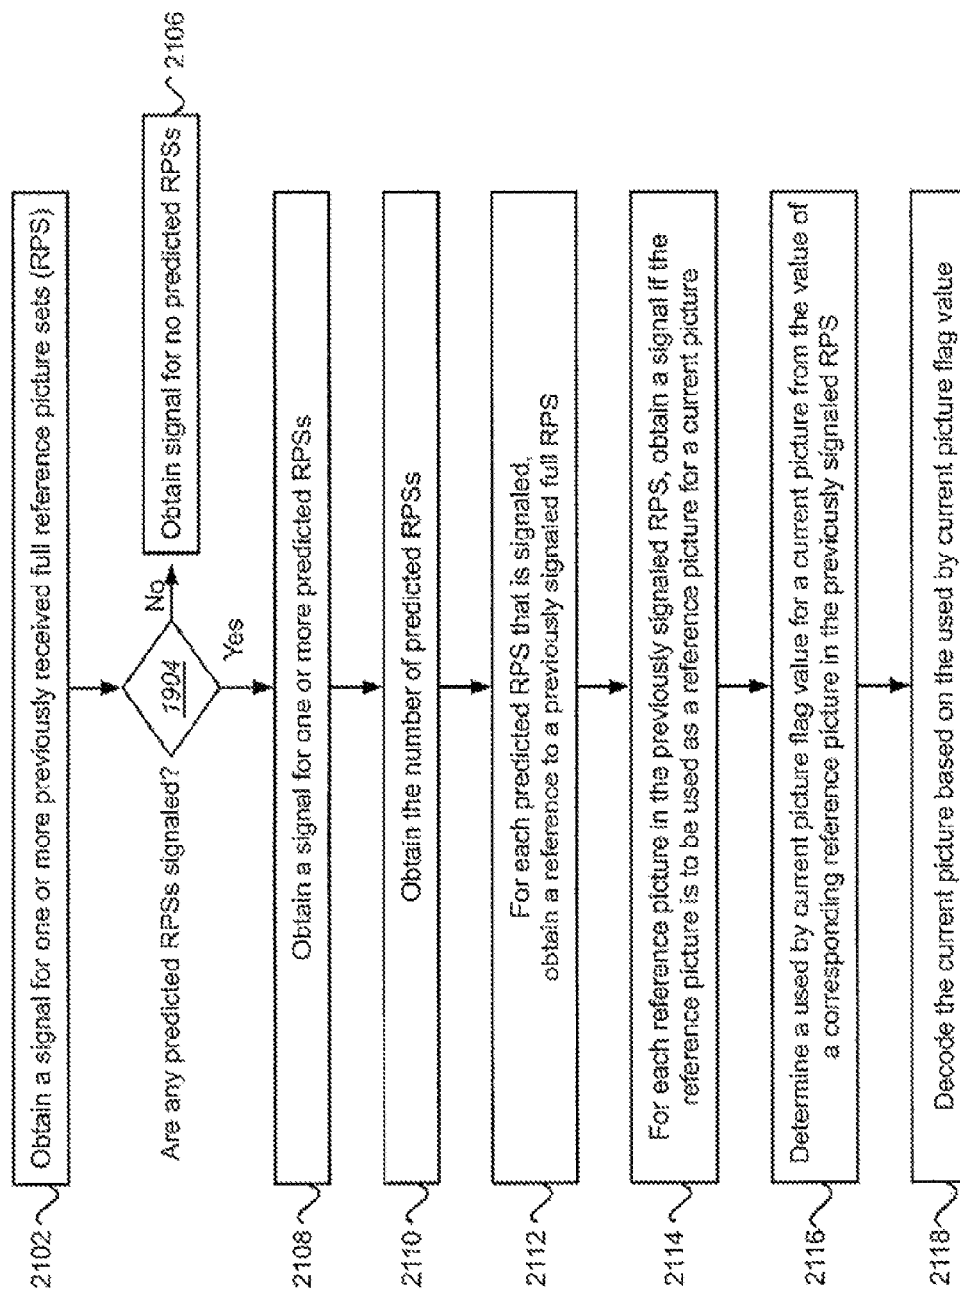 2102
Obtain a signal for one or more previously received full reference picture sets (RPS)
Are any predicted RPSs signaled?
1904
No
Obtain signal for no predicted RPSs
2106
Yes
2108
Obtain a signal for one or more predicted RPSs
2110
Obtain the number of predicted RPSs
2112
For each predicted RPS that is signaled,
obtain a reference to a previously signaled full RPS
2114
For each reference picture in the previously signaled RPS, obtain a signal if the
reference picture is to be used as a reference picture for a current picture
2116
Determine a used by current picture flag value for a current picture from the value of
a corresponding reference picture in the previously signaled RPS
2118
Decode the current picture based on the used by current picture flag value